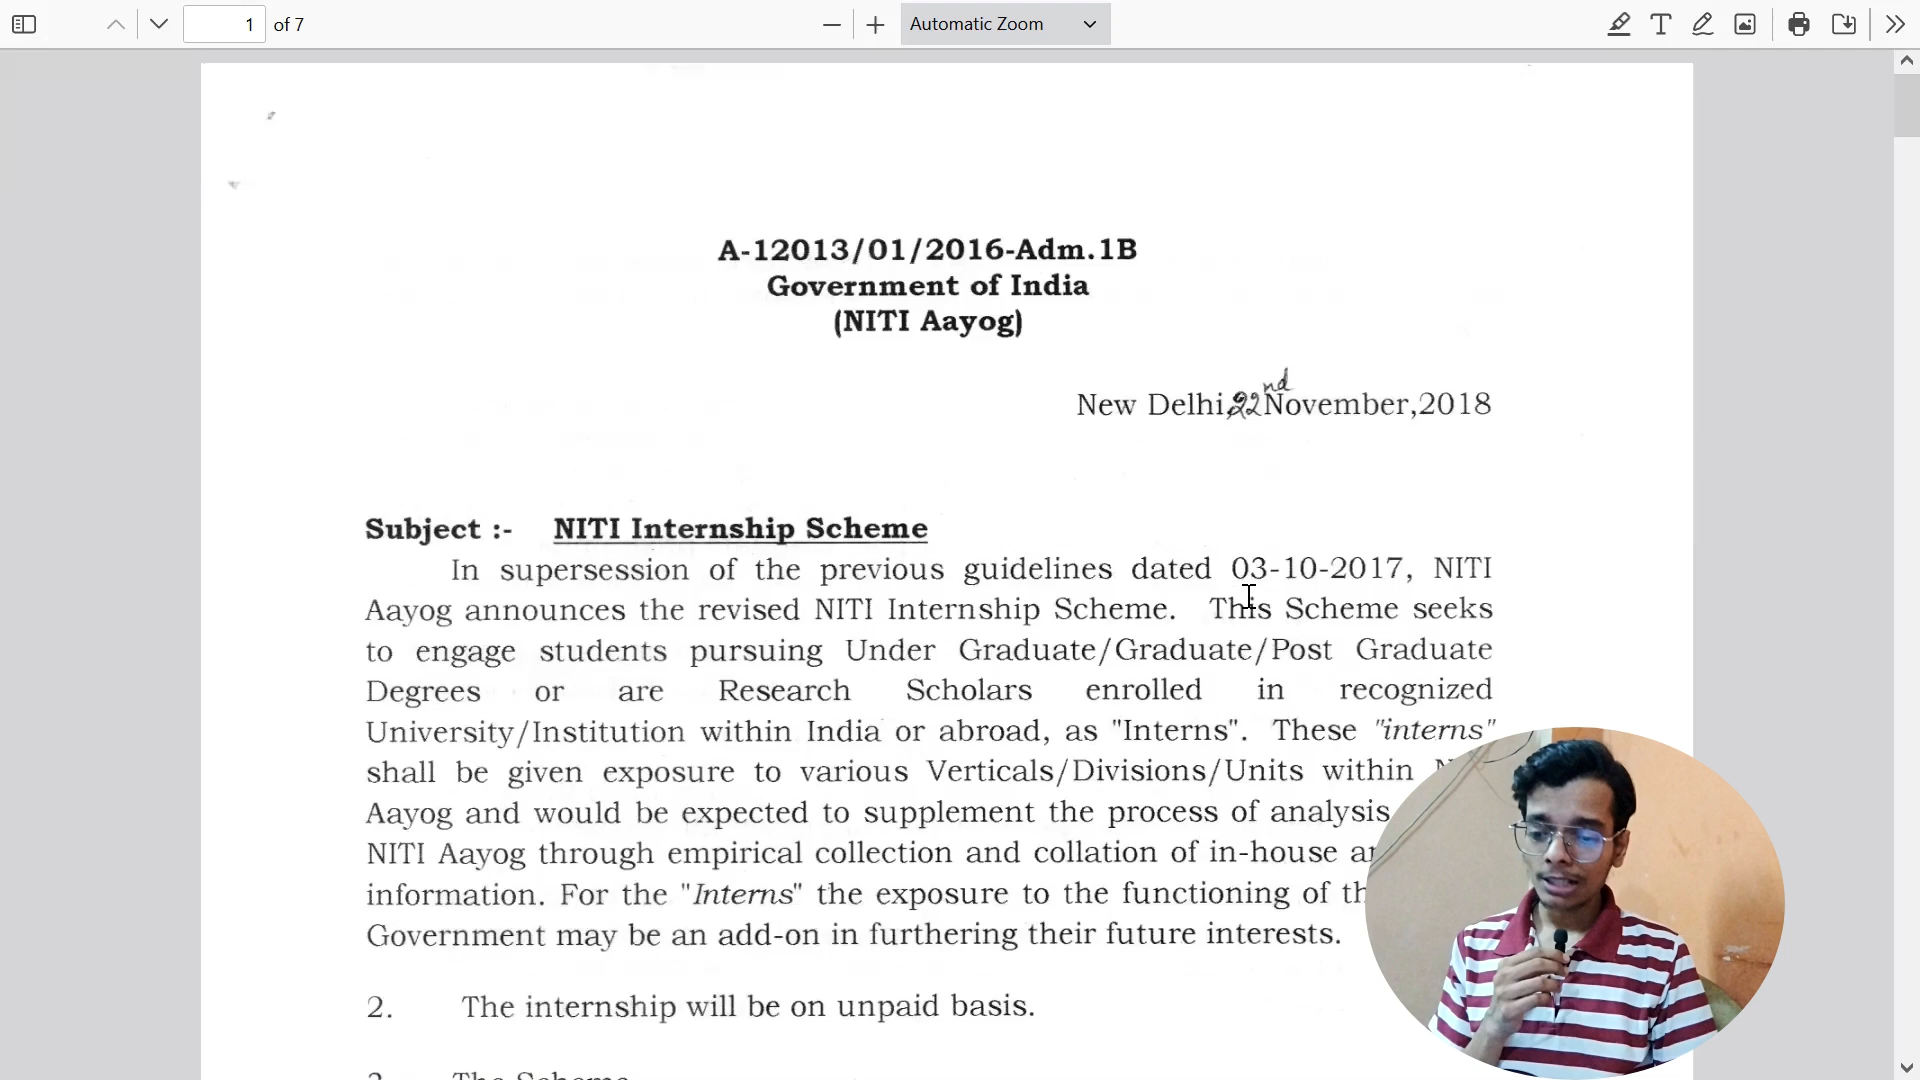 1 of 7
Automatic Zoom
A-12013/01/2016-Adm.1B
Government of India
(NITI Aayog)
New Delhi, 22nd November,2018
Subject :- NITI Internship Scheme
In supersession of the previous guidelines dated 03-10-2017, NITI
Aayog announces the revised NITI Internship Scheme. This Scheme seeks
to engage students pursuing Under Graduate/Graduate/Post Graduate
Degrees or are Research Scholars enrolled in recognized
University/Institution within India or abroad, as "Interns". These "interns"
shall be given exposure to various Verticals/Divisions/Units within
Aayog and would be expected to supplement the process of analysis
NITI Aayog through empirical collection and collation of in-house
information. For the "Interns" the exposure to the functioning of
Government may be an add-on in furthering their future interests.
2. The internship will be on unpaid basis.
The Scheme